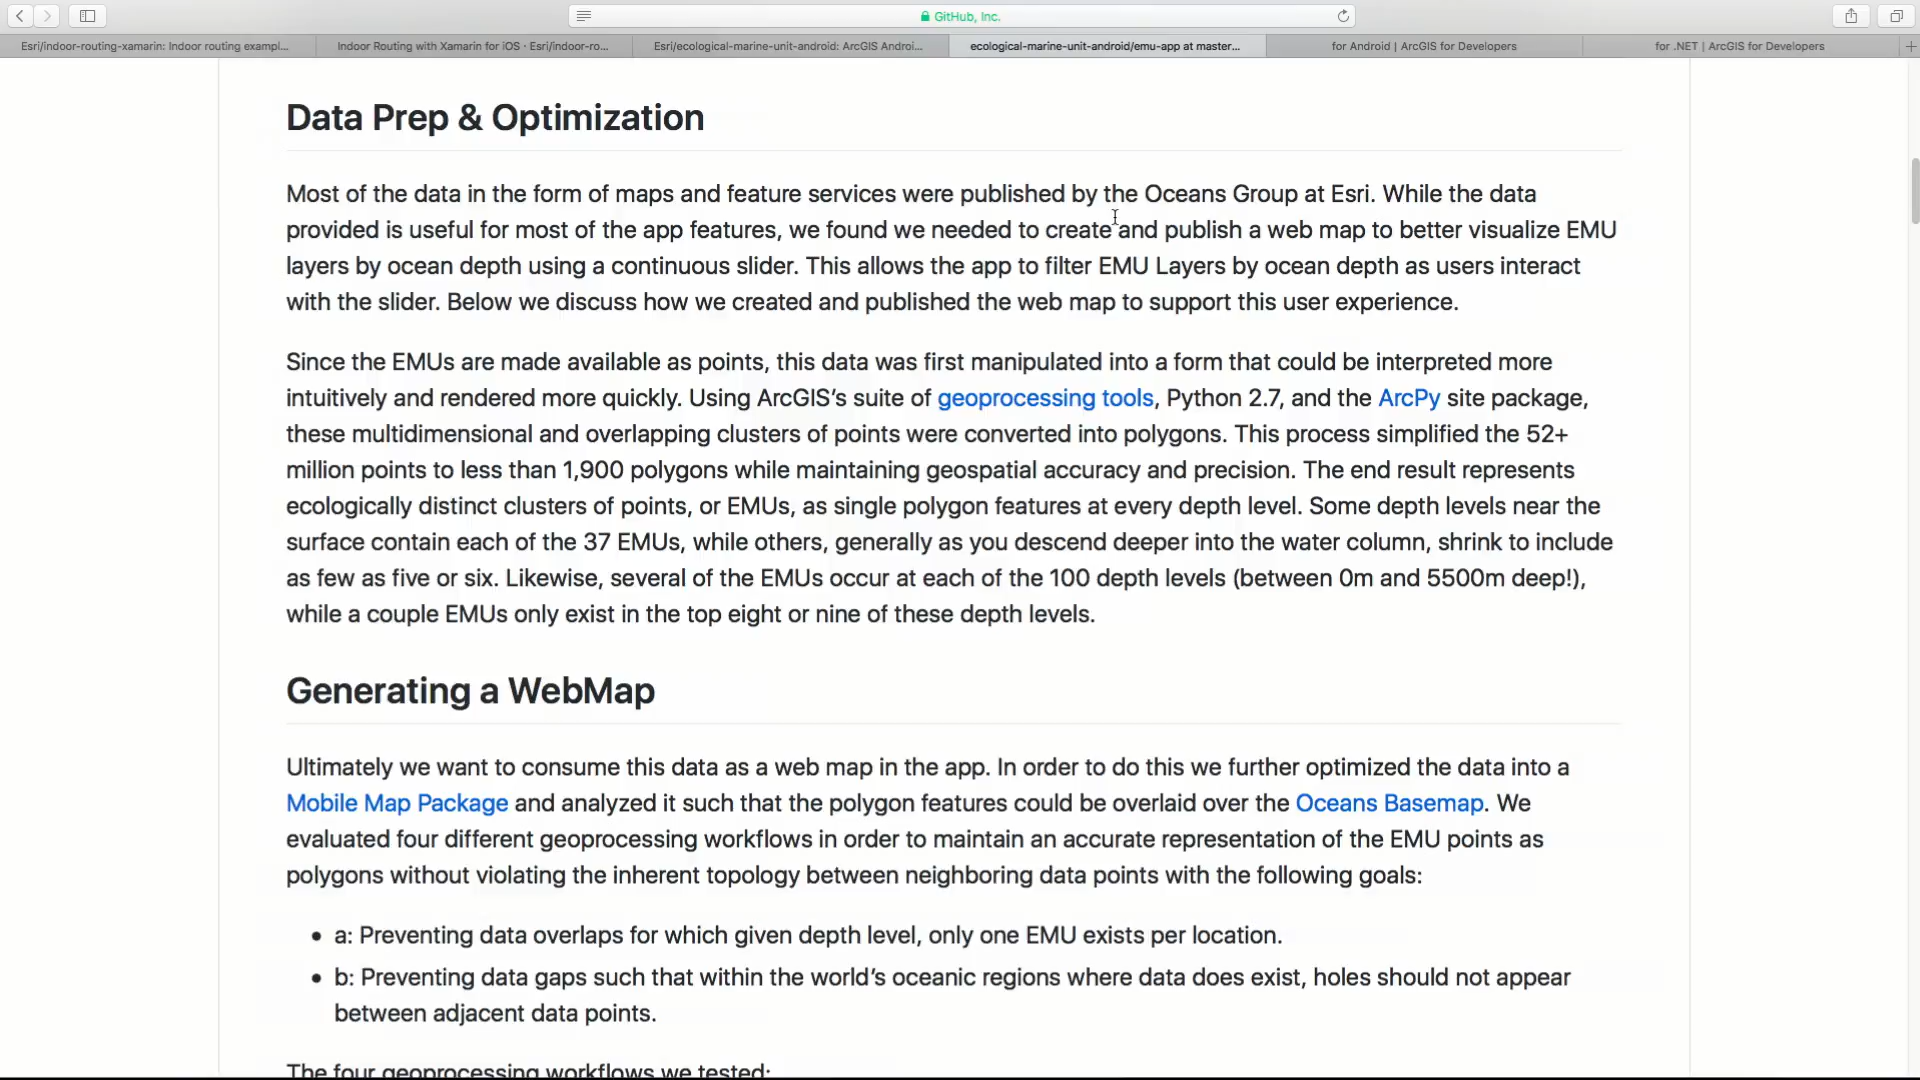 GitHub, Inc.
Esri/indoor-routing-xamarin: Indoor routing exampl...
Indoor Routing with Xamarin for iOS · Esri/indoor-ro...
Esri/ecological-marine-unit-android: ArcGIS Androi...
ecological-marine-unit-android/emu-app at master...
for Android | ArcGIS for Developers
for .NET | ArcGIS for Developers
Data Prep & Optimization
Most of the data in the form of maps and feature services were published by the Oceans Group at Esri. While the data
provided is useful for most of the app features, we found we needed to create and publish a web map to better visualize EMU
layers by ocean depth using a continuous slider. This allows the app to filter EMU Layers by ocean depth as users interact
with the slider. Below we discuss how we created and published the web map to support this user experience.
Since the EMUs are made available as points, this data was first manipulated into a form that could be interpreted more
intuitively and rendered more quickly. Using ArcGIS’s suite of geoprocessing tools, Python 2.7, and the ArcPy site package,
these multidimensional and overlapping clusters of points were converted into polygons. This process simplified the 52+
million points to less than 1,900 polygons while maintaining geospatial accuracy and precision. The end result represents
ecologically distinct clusters of points, or EMUs, as single polygon features at every depth level. Some depth levels near the
surface contain each of the 37 EMUs, while others, generally as you descend deeper into the water column, shrink to include
as few as five or six. Likewise, several of the EMUs occur at each of the 100 depth levels (between 0m and 5500m deep!),
while a couple EMUs only exist in the top eight or nine of these depth levels.
Generating a WebMap
Ultimately we want to consume this data as a web map in the app. In order to do this we further optimized the data into a
Mobile Map Package and analyzed it such that the polygon features could be overlaid over the Oceans Basemap. We
evaluated four different geoprocessing workflows in order to maintain an accurate representation of the EMU points as
polygons without violating the inherent topology between neighboring data points with the following goals:
• a: Preventing data overlaps for which given depth level, only one EMU exists per location.
• b: Preventing data gaps such that within the world’s oceanic regions where data does exist, holes should not appear
between adjacent data points.
The four geoprocessing workflows we tested: